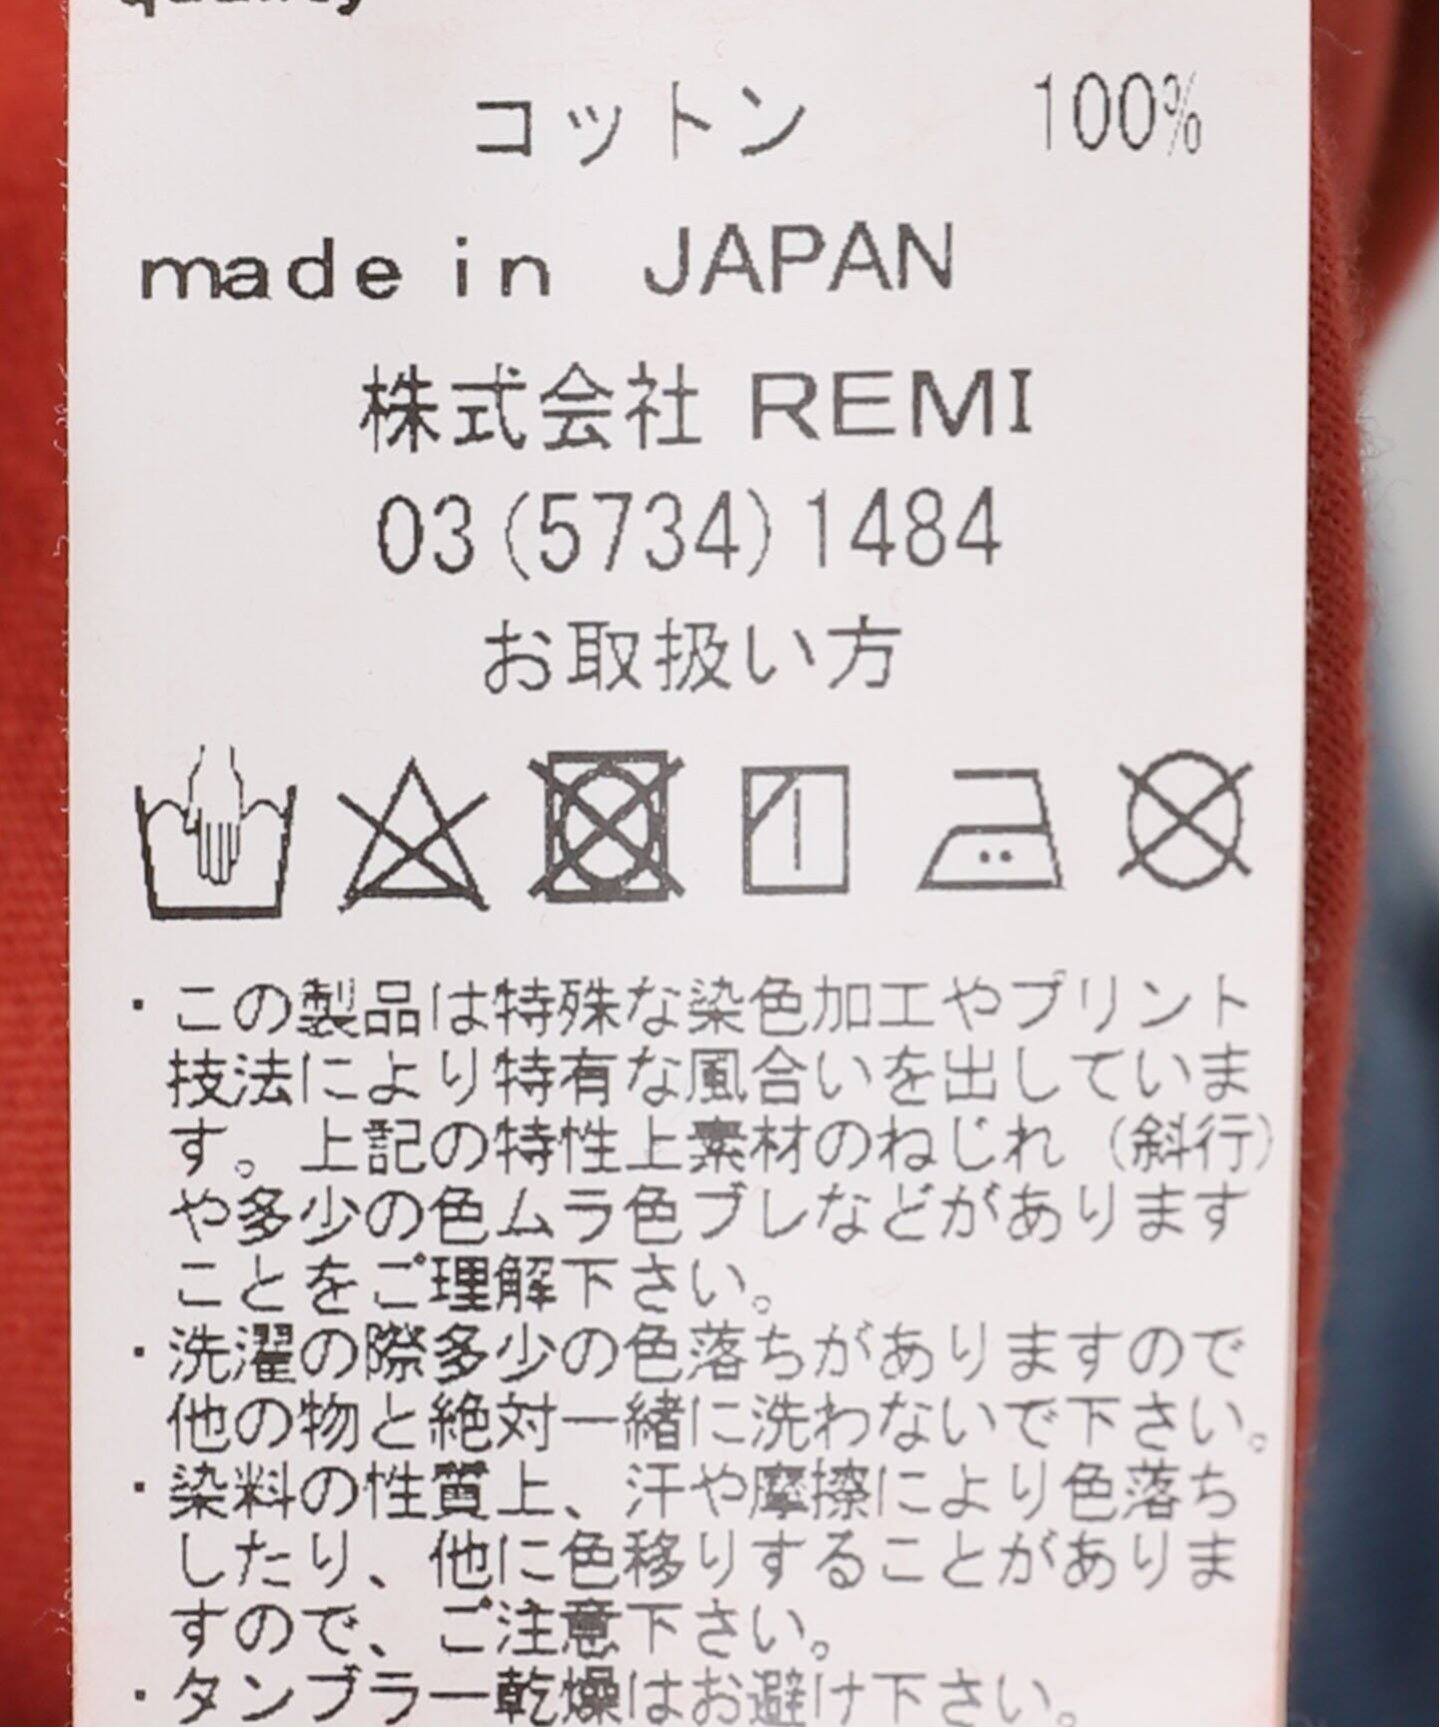 quality
コットン 100%
made in JAPAN
株式会社 REMI
03(5734)1484
お取扱い方
・この製品は特殊な染色加工やプリント
技法により特有な風合いを出していま
す。上記の特性上素材のねじれ（斜行）
や多少の色ムラ色ブレなどがあります
ことをご理解下さい。
・洗濯の際多少の色落ちがありますので
他の物と絶対一緒に洗わないで下さい。
・染料の性質上、汗や摩擦により色落ち
したり、他に色移りすることがありま
すので、ご注意下さい。
・タンブラー乾燥はお避け下さい。